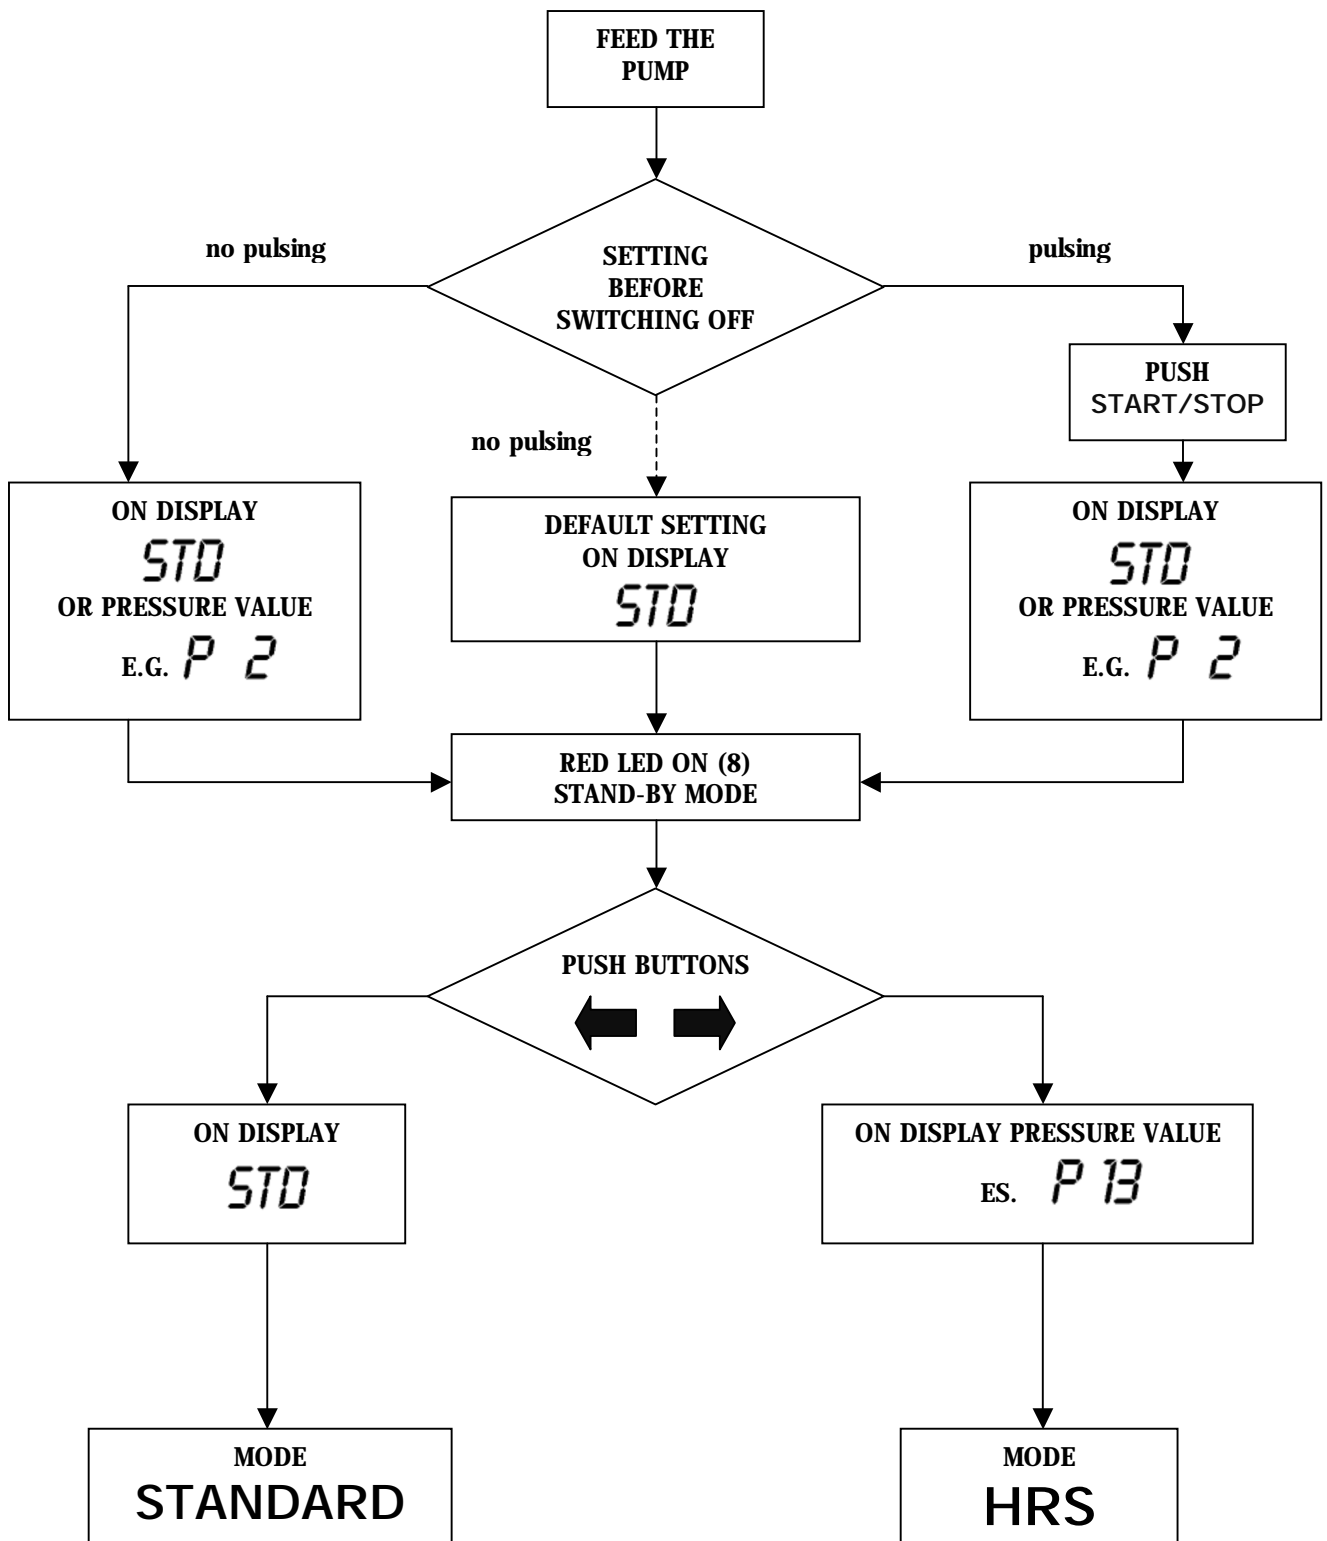 FEED THE
PUMP
no pulsing
SETTING
BEFORE
SWITCHING OFF
pulsing
PUSH
START/STOP
no pulsing
ON DISPLAY
STD
OR PRESSURE VALUE
E.G. P 2
DEFAULT SETTING
ON DISPLAY
STD
ON DISPLAY
STD
OR PRESSURE VALUE
E.G. P 2
RED LED ON (8)
STAND-BY MODE
PUSH BUTTONS
ON DISPLAY
STD
ON DISPLAY PRESSURE VALUE
ES. P 13
MODE
STANDARD
MODE
HRS